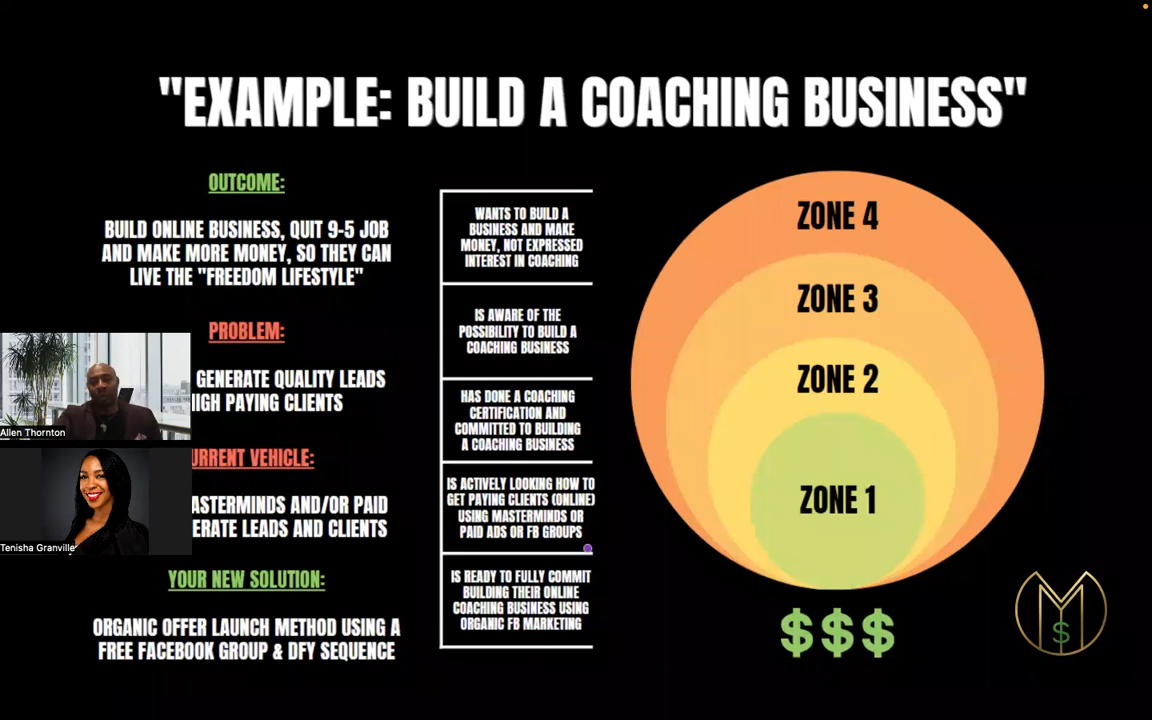 "EXAMPLE: BUILD A COACHING BUSINESS"
OUTCOME:
BUILD ONLINE BUSINESS, QUIT 9-5 JOB
AND MAKE MORE MONEY, SO THEY CAN
LIVE THE "FREEDOM LIFESTYLE"
PROBLEM:
GENERATE QUALITY LEADS
PAYING CLIENTS
Allen Thornton
VEHICLE:
AND/OR PAID
LEADS AND CLIENTS
Tenisha Granville
YOUR NEW SOLUTION:
ORGANIC OFFER LAUNCH METHOD USING A
FREE FACEBOOK GROUP & DFY SEQUENCE
WANTS TO BUILD A
BUSINESS AND MAKE
MONEY, NOT EXPRESSED
INTEREST IN COACHING
IS AWARE OF THE
POSSIBILITY TO BUILD A
COACHING BUSINESS
HAS DONE A COACHING
CERTIFICATION AND
COMMITTED TO BUILDING
A COACHING BUSINESS
IS ACTIVELY LOOKING HOW TO
GET PAYING CLIENTS (ONLINE)
USING MASTERMINDS OR
PAID ADS OR FB GROUPS
IS READY TO FULLY COMMIT
BUILDING THEIR ONLINE
COACHING BUSINESS USING
ORGANIC FB MARKETING
ZONE 4
ZONE 3
ZONE 2
ZONE 1
$$$
M$